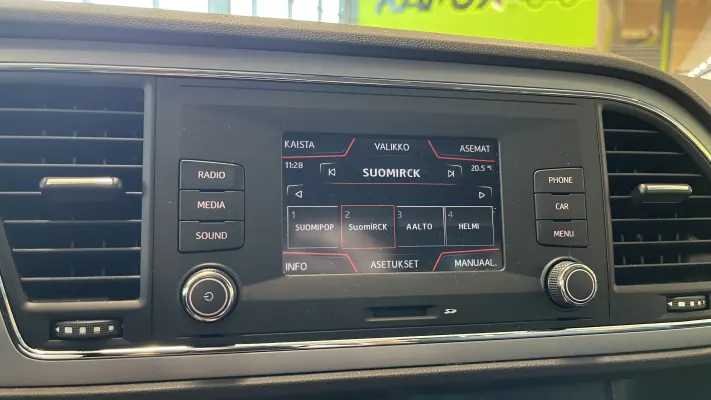 KAISTA VALIKKO ASEMAT
11:28 20.5 °C
SUOMIRCK
1 2 3 4
SUOMIPOP SuomiRCK AALTO HELMI
INFO ASETUKSET MANUAAL.
RADIO
MEDIA
SOUND
PHONE
CAR
MENU